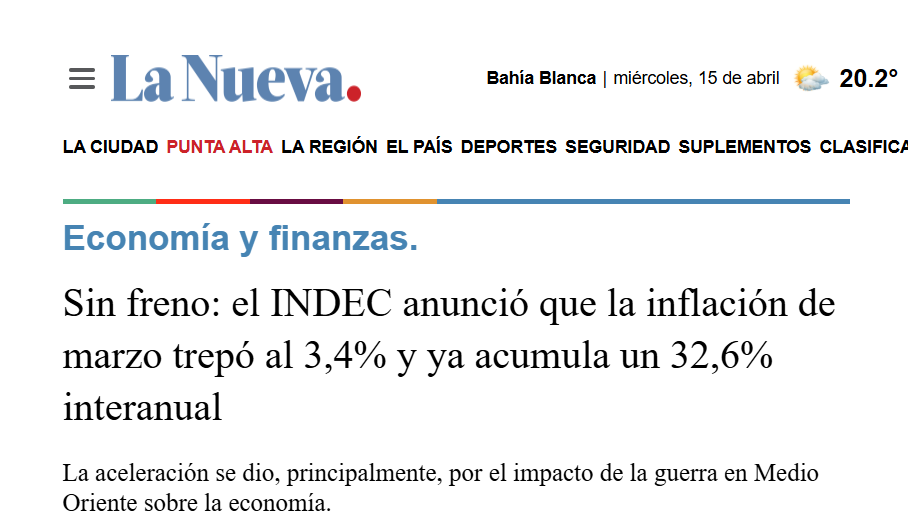 La Nueva.
Bahía Blanca | miércoles, 15 de abril 20.2°
LA CIUDAD PUNTA ALTA LA REGIÓN EL PAÍS DEPORTES SEGURIDAD SUPLEMENTOS CLASIFICA
Economía y finanzas.
Sin freno: el INDEC anunció que la inflación de
marzo trepó al 3,4% y ya acumula un 32,6%
interanual
La aceleración se dio, principalmente, por el impacto de la guerra en Medio
Oriente sobre la economía.